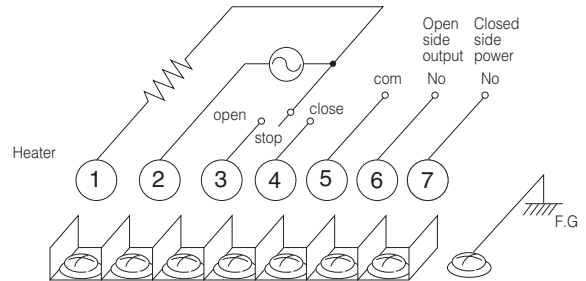 Open
side
output
Closed
side
power
com
No
No
open
close
stop
Heater
1
2
3
4
5
6
7
F.G